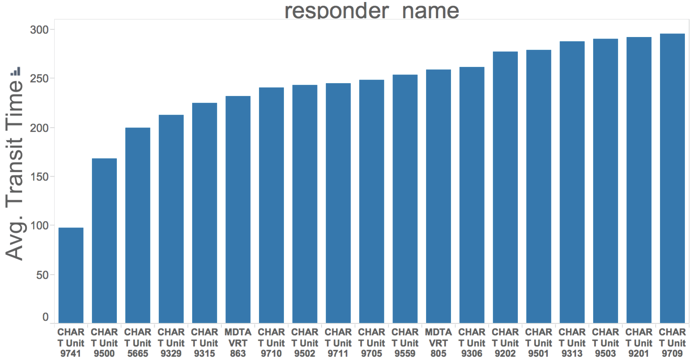 responder_name
Avg. Transit Time
300
250
200
150
100
50
0
CHAR
T Unit
9741
CHAR
T Unit
9500
CHAR
T Unit
5665
CHAR
T Unit
9329
CHAR
T Unit
9315
MDTA
VRT
863
CHAR
T Unit
9710
CHAR
T Unit
9502
CHAR
T Unit
9711
CHAR
T Unit
9705
CHAR
T Unit
9559
MDTA
VRT
805
CHAR
T Unit
9306
CHAR
T Unit
9202
CHAR
T Unit
9501
CHAR
T Unit
9313
CHAR
T Unit
9503
CHAR
T Unit
9201
CHAR
T Unit
9709